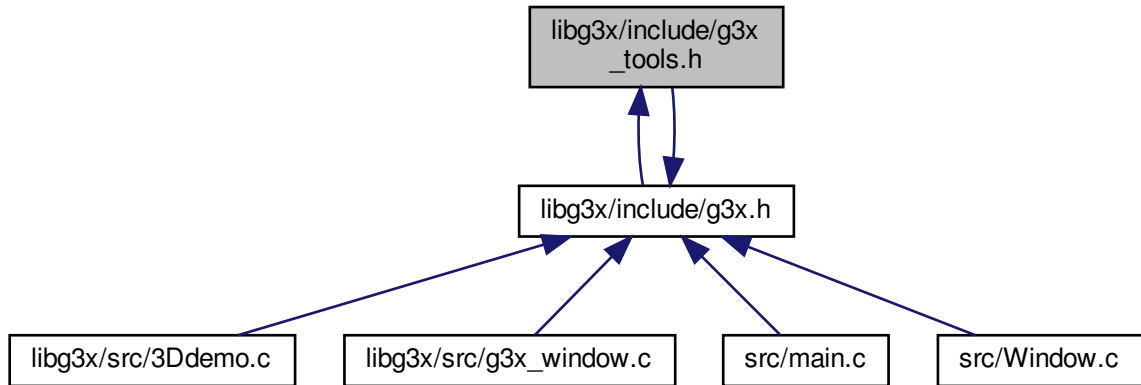 libg3x/include/g3x
_tools.h
libg3x/include/g3x.h
libg3x/src/3Ddemo.c
libg3x/src/g3x_window.c
src/main.c
src/Window.c